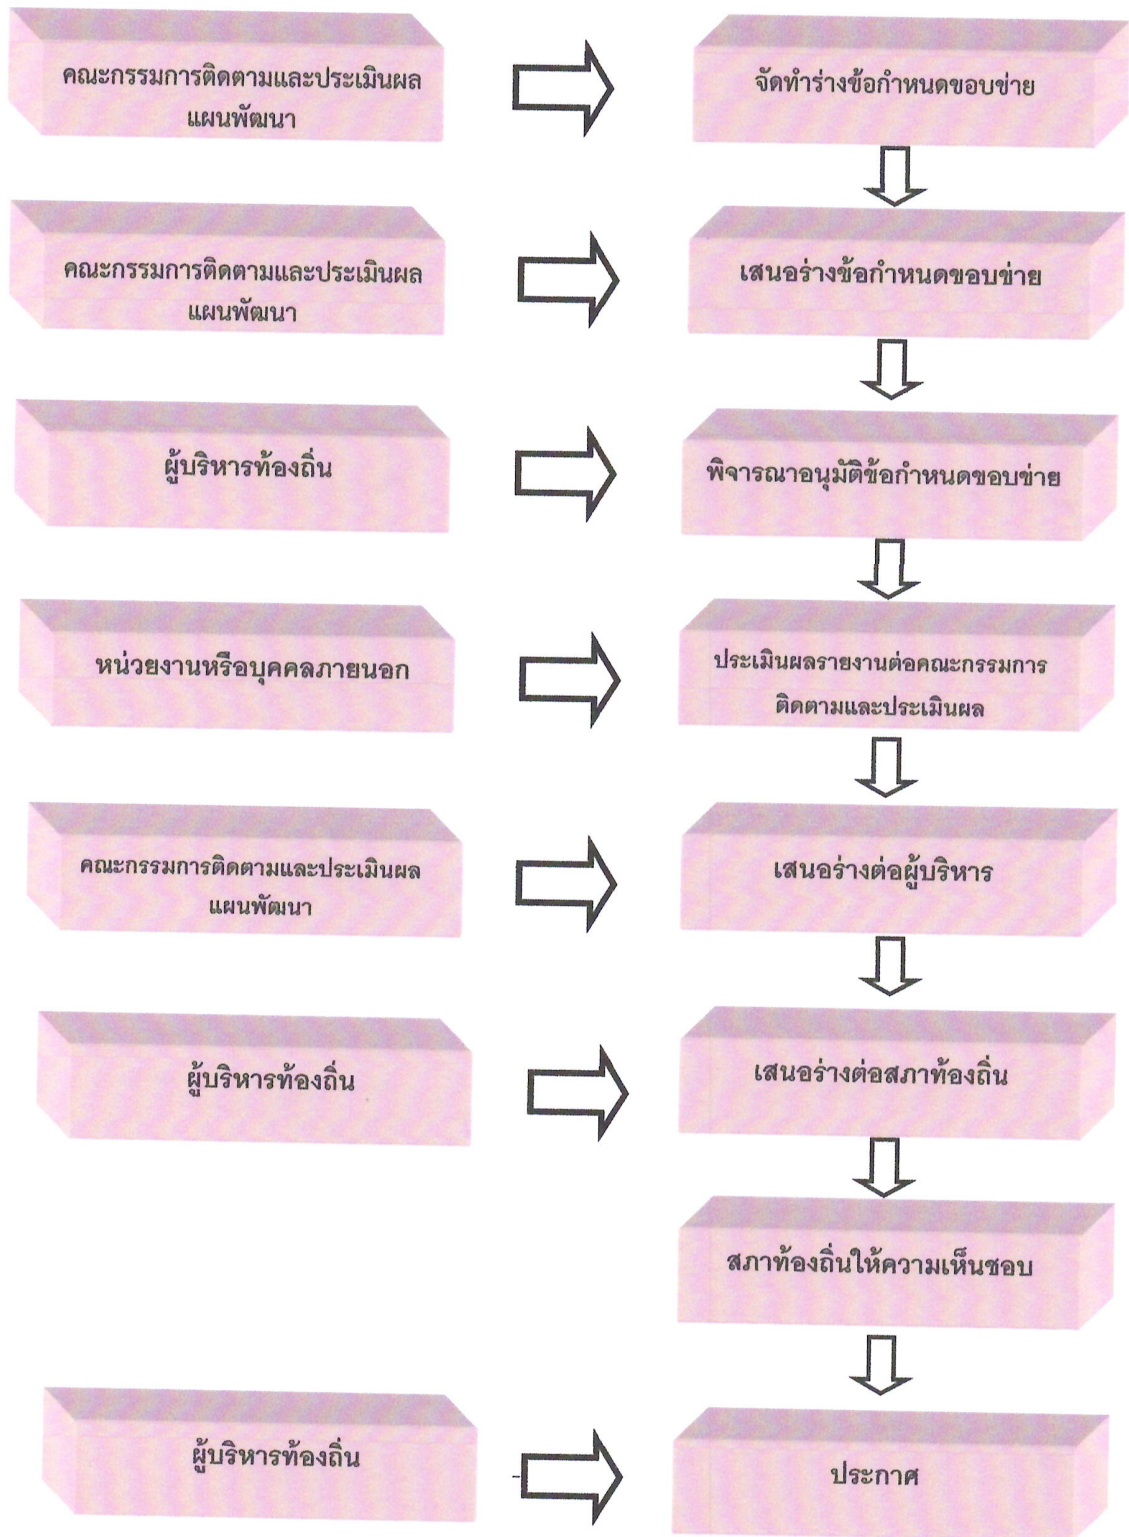 คณะกรรมการติดตามและประเมินผล
แผนพัฒนา
จัดทำร่างข้อกำหนดขอบข่าย
คณะกรรมการติดตามและประเมินผล
แผนพัฒนา
เสนอร่างข้อกำหนดขอบข่าย
ผู้บริหารท้องถิ่น
พิจารณาอนุมัติข้อกำหนดขอบข่าย
หน่วยงานหรือบุคคลภายนอก
ประเมินผลรายงานต่อคณะกรรมการ
ติดตามและประเมินผล
คณะกรรมการติดตามและประเมินผล
แผนพัฒนา
เสนอร่างต่อผู้บริหาร
ผู้บริหารท้องถิ่น
เสนอร่างต่อสภาท้องถิ่น
สภาท้องถิ่นให้ความเห็นชอบ
ผู้บริหารท้องถิ่น
ประกาศ